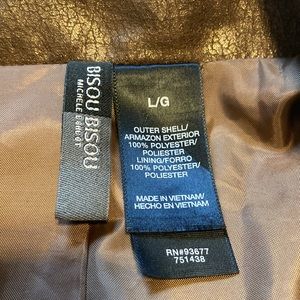 BISOU BISOU
MICHELE BOHBOT
L/G
OUTER SHELL/
ARMAZON EXTERIOR
100% POLYESTER/
POLIESTER
LINING/FORRO
100% POLYESTER/
POLIESTER
MADE IN VIETNAM/
HECHO EN VIETNAM
RN#93677
751438